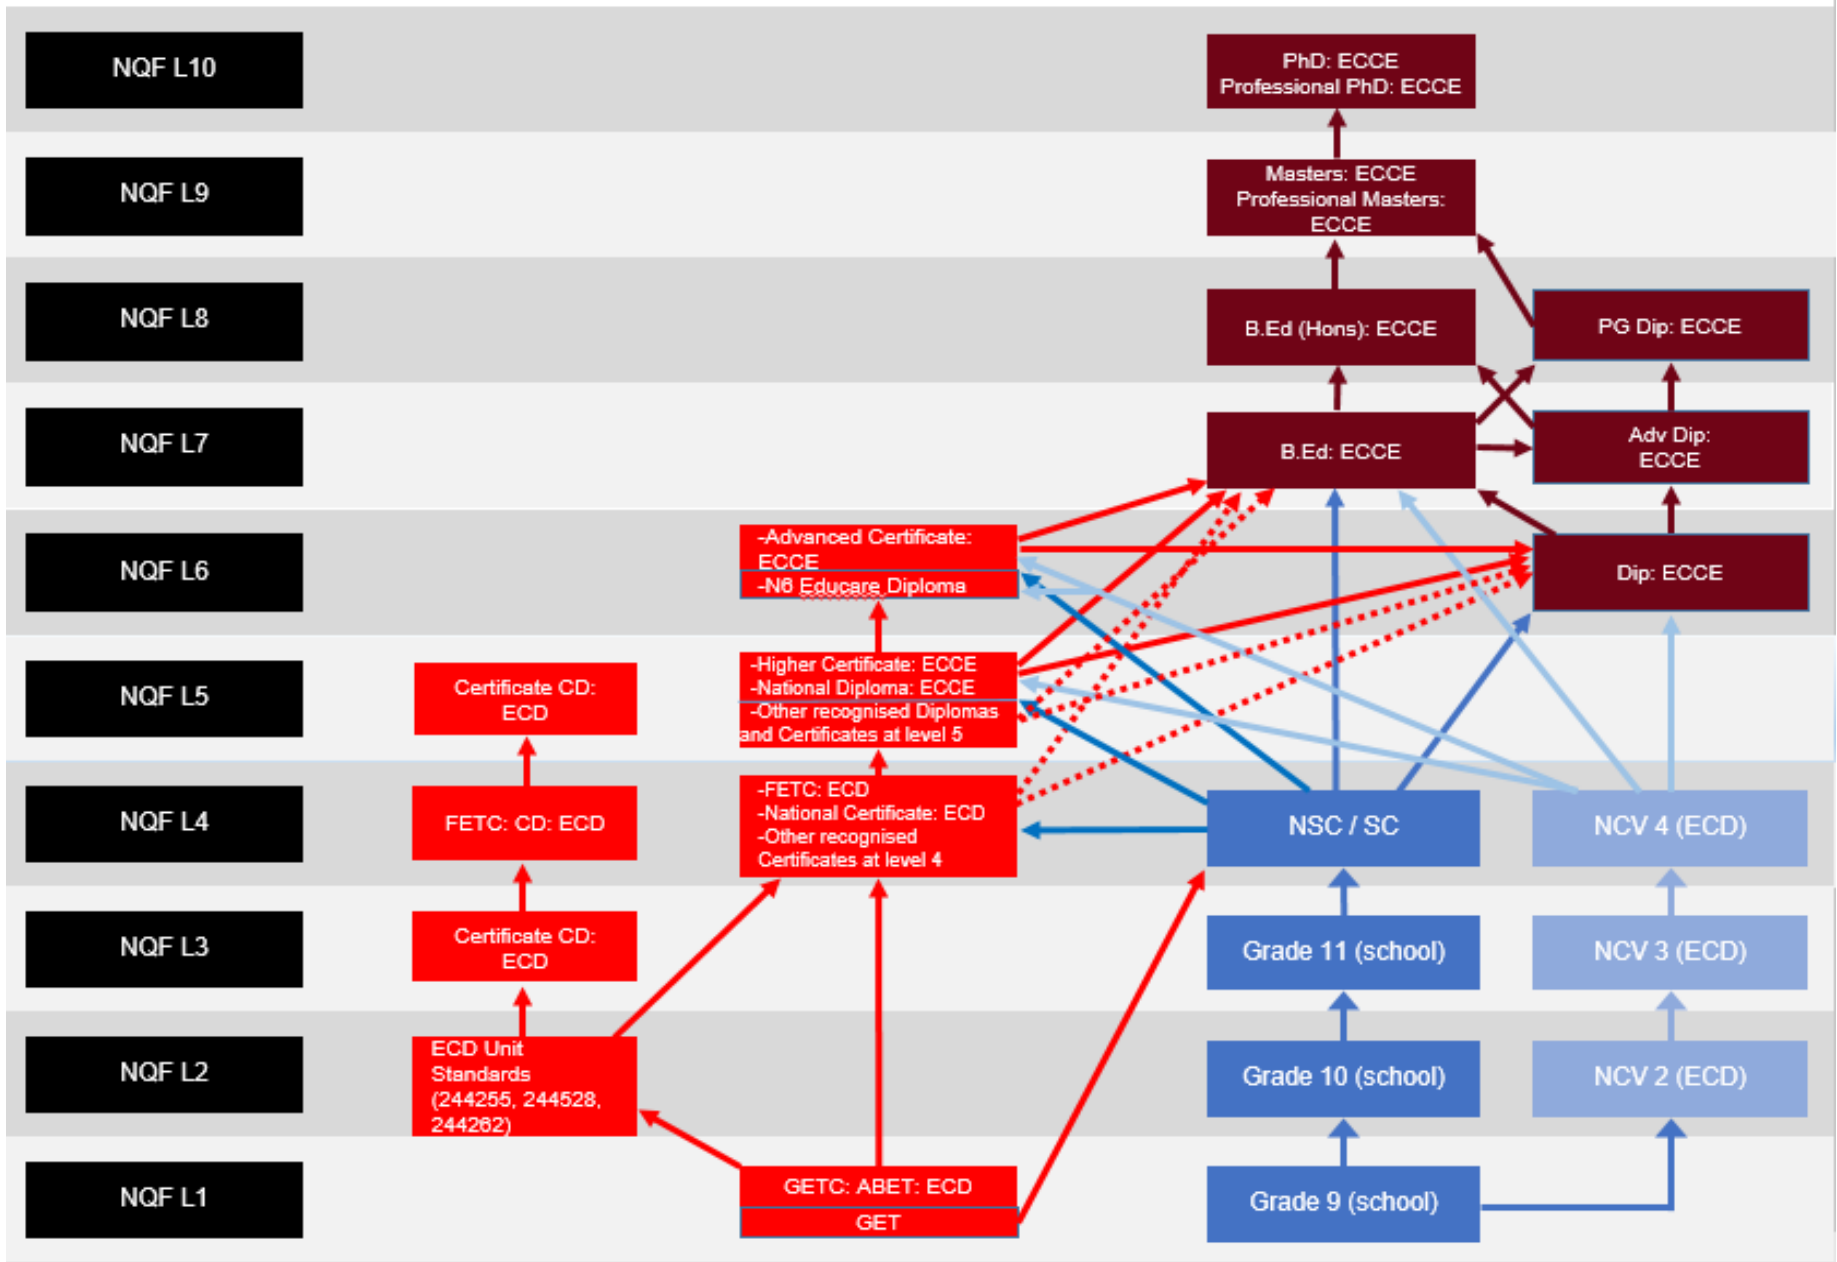 NQF L10
PhD: ECCE
Professional PhD: ECCE
NQF L9
Masters: ECCE
Professional Masters:
ECCE
NQF L8
B.Ed (Hons): ECCE
PG Dip: ECCE
NQF L7
B.Ed: ECCE
Adv Dip:
ECCE
NQF L6
-Advanced Certificate:
ECCE
-N6 Educare Diploma
Dip: ECCE
NQF L5
Certificate CD:
ECD
-Higher Certificate: ECCE
-National Diploma: ECCE
-Other recognised Diplomas
and Certificates at level 5
NQF L4
FETC: CD: ECD
-FETC: ECD
-National Certificate: ECD
-Other recognised
Certificates at level 4
NSC / SC
NCV 4 (ECD)
NQF L3
Certificate CD:
ECD
Grade 11 (school)
NCV 3 (ECD)
NQF L2
ECD Unit
Standards
(244255, 244528,
244262)
Grade 10 (school)
NCV 2 (ECD)
NQF L1
GETC: ABET: ECD
GET
Grade 9 (school)